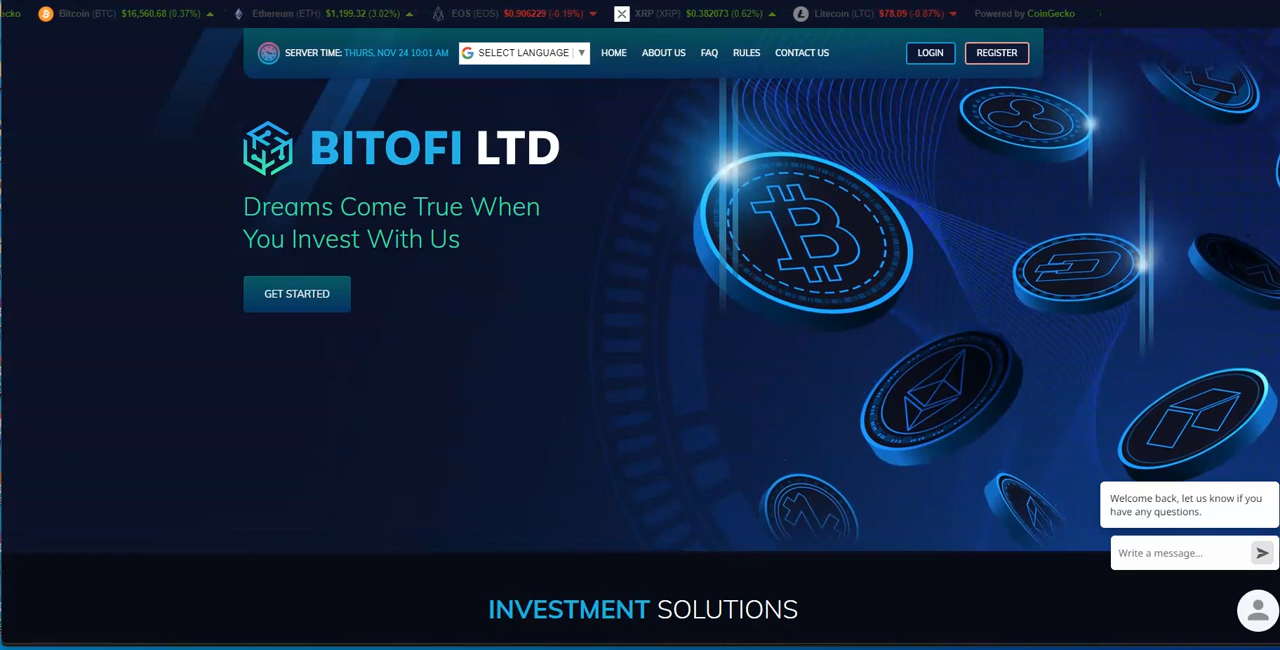 ecko Bitcoin (BTC) $16,560.68 (0.37%) Ethereum (ETH) $1,199.32 (3.02%) EOS (EOS) $0.906229 (-0.19%) XRP (XRP) $0.382073 (0.62%) Litecoin (LTC) $78.09 (-0.87%) Powered by CoinGecko
SERVER TIME: THURS, NOV 24 10:01 AM SELECT LANGUAGE ▼ HOME ABOUT US FAQ RULES CONTACT US LOGIN REGISTER
BITOFI LTD
Dreams Come True When
You Invest With Us
GET STARTED
Welcome back, let us know if you
have any questions.
Write a message...
INVESTMENT SOLUTIONS